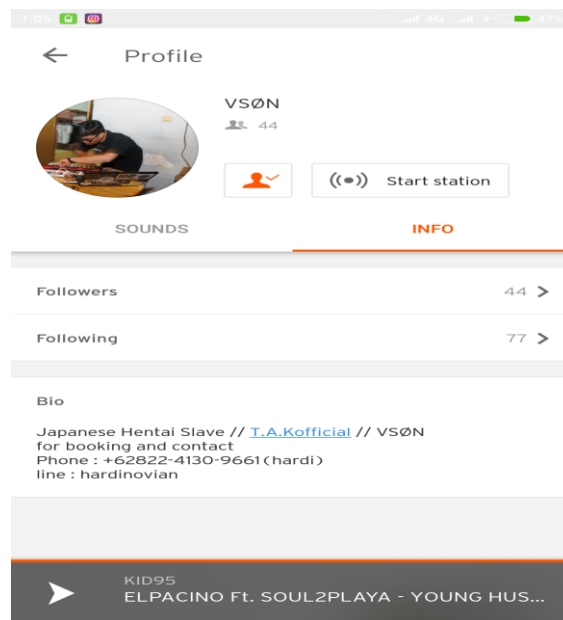 1:05
4G
47%
Profile
VSØN
44
Start station
SOUNDS
INFO
Followers
44
Following
77
Bio
Japanese Hentai Slave // T.A.Kofficial // VSØN
for booking and contact
Phone : +62822-4130-9661(hardi)
line : hardinovian
KID95
ELPACINO Ft. SOUL2PLAYA - YOUNG HUS...